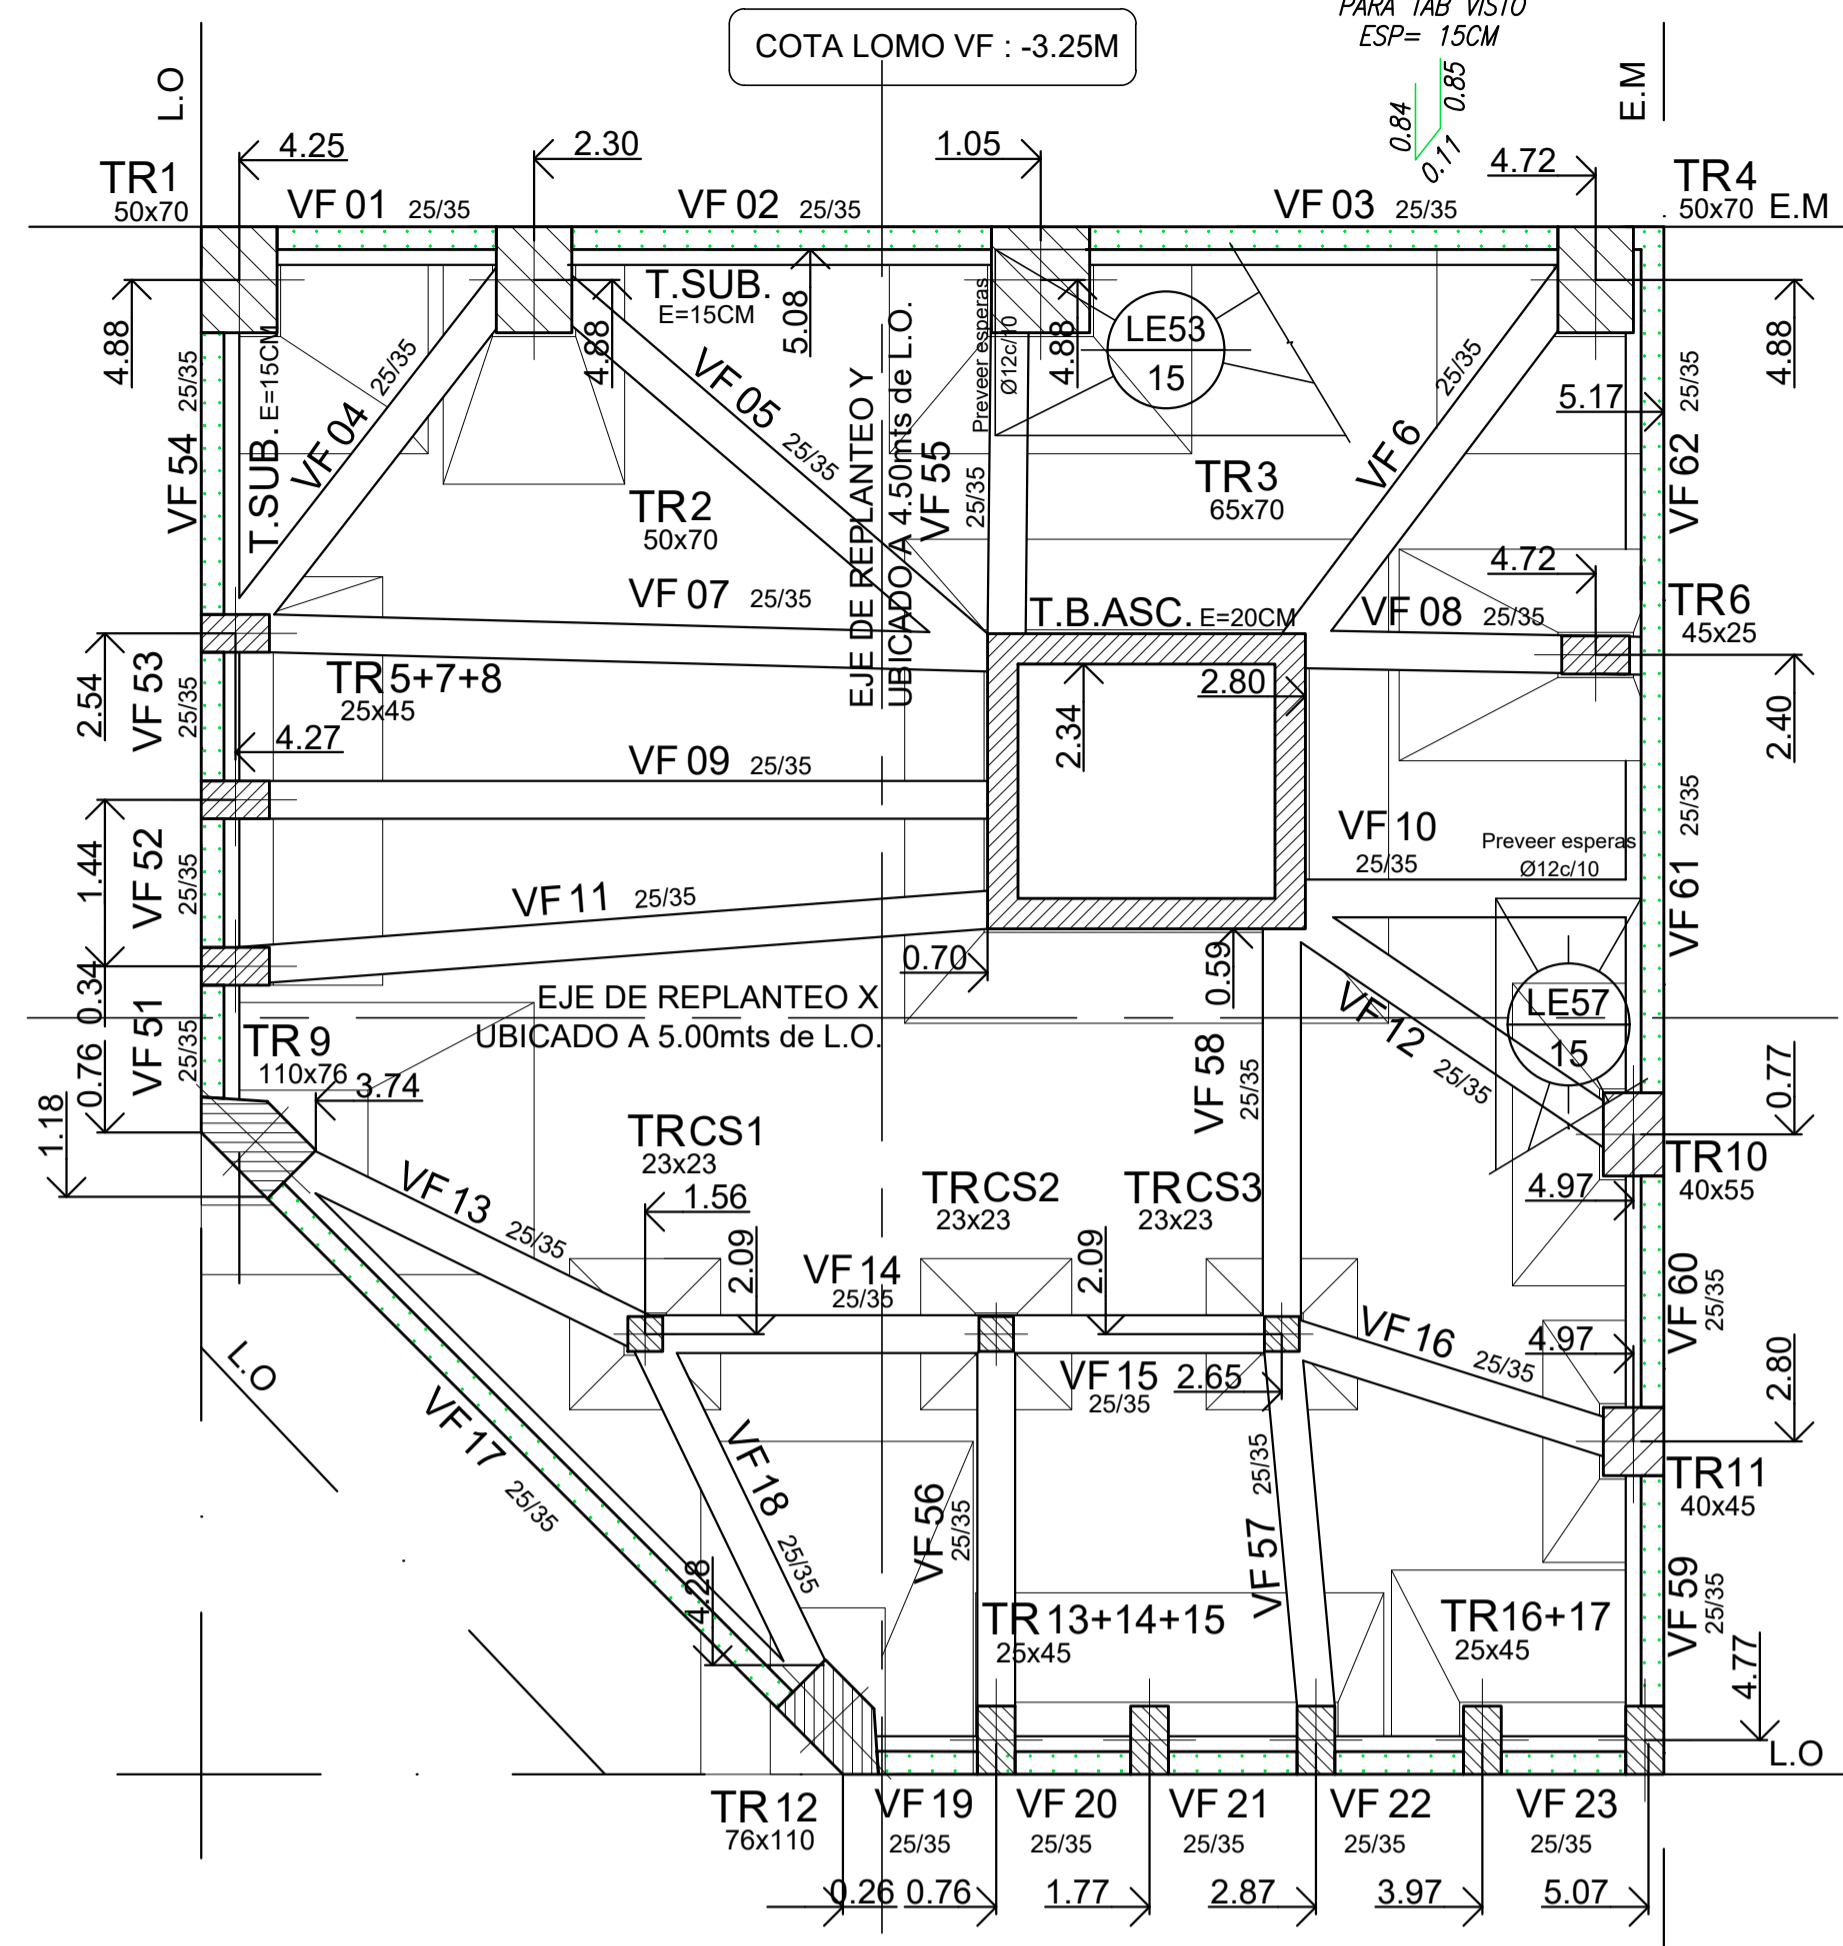 PARA TAB VISTO
ESP= 15CM
COTA LOMO VF : -3.25M
L.O
E.M
0.84
0.85
0.11
4.25
2.30
1.05
4.72
TR1
50x70
VF 01 25/35
VF 02 25/35
VF 03 25/35
TR4
50x70
E.M
T.SUB.
E=15CM
5.08
4.88
4.88
4.88
4.88
LE53
15
Preveer esperas
Ø12c/10
VF 54 25/35
T.SUB. E=15CM
VF 04 25/35
VF 05 25/35
EJE DE REPLANTEO Y
UBICADO A 4.50mts de L.O.
VF 55 25/35
TR3
65x70
VF 6 25/35
5.17
VF 62 25/35
TR2
50x70
4.72
VF 07 25/35
T.B.ASC. E=20CM
VF 08 25/35
TR6
45x25
2.54
VF 53 25/35
TR5+7+8
25x45
4.27
2.80
2.34
2.40
VF 09 25/35
1.44
VF 52 25/35
VF 10
25/35
Preveer esperas
Ø12c/10
VF 61 25/35
VF 11 25/35
0.70
0.59
0.34
EJE DE REPLANTEO X
UBICADO A 5.00mts de L.O.
VF 12 25/35
LE57
15
0.76
VF 51 25/35
TR 9
110x76
3.74
1.18
VF 58 25/35
0.77
TR10
40x55
4.97
TRCS1
23x23
1.56
TRCS2
23x23
TRCS3
23x23
VF 13 25/35
2.09
2.09
VF 14
25/35
VF 60 25/35
VF 16 25/35
4.97
2.80
VF 15
25/35
2.65
L.O
VF 17 25/35
VF 18 25/35
VF 56 25/35
VF 57 25/35
TR11
40x45
4.28
TR 13+14+15
25x45
TR16+17
25x45
VF 59 25/35
4.77
L.O
TR 12
76x110
VF 19
25/35
VF 20
25/35
VF 21
25/35
VF 22
25/35
VF 23
25/35
0.26 0.76
1.77
2.87
3.97
5.07